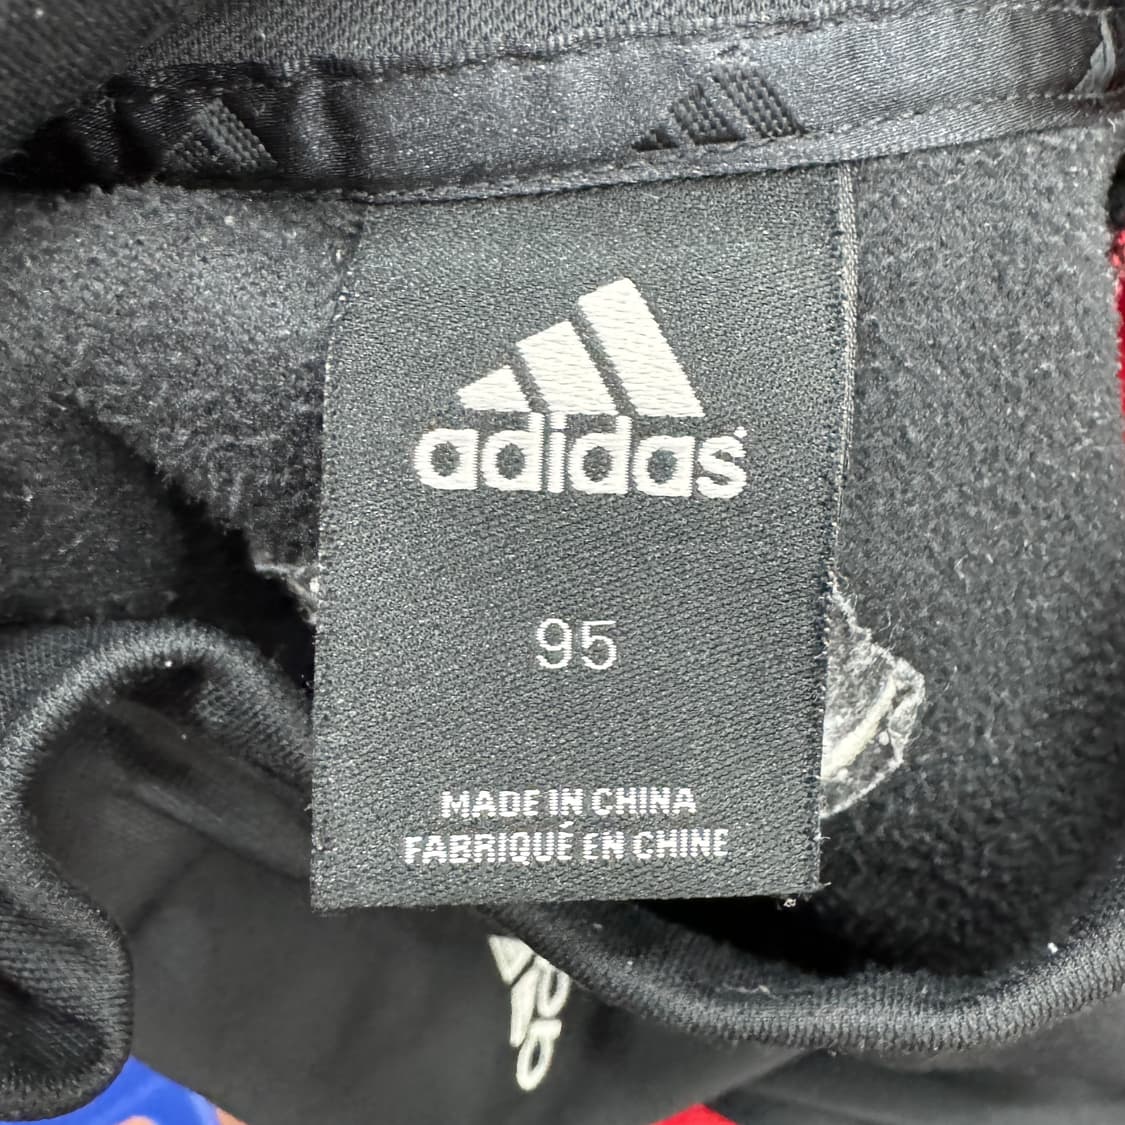 adidas
95
MADE IN CHINA
FABRIQUÉ EN CHINE